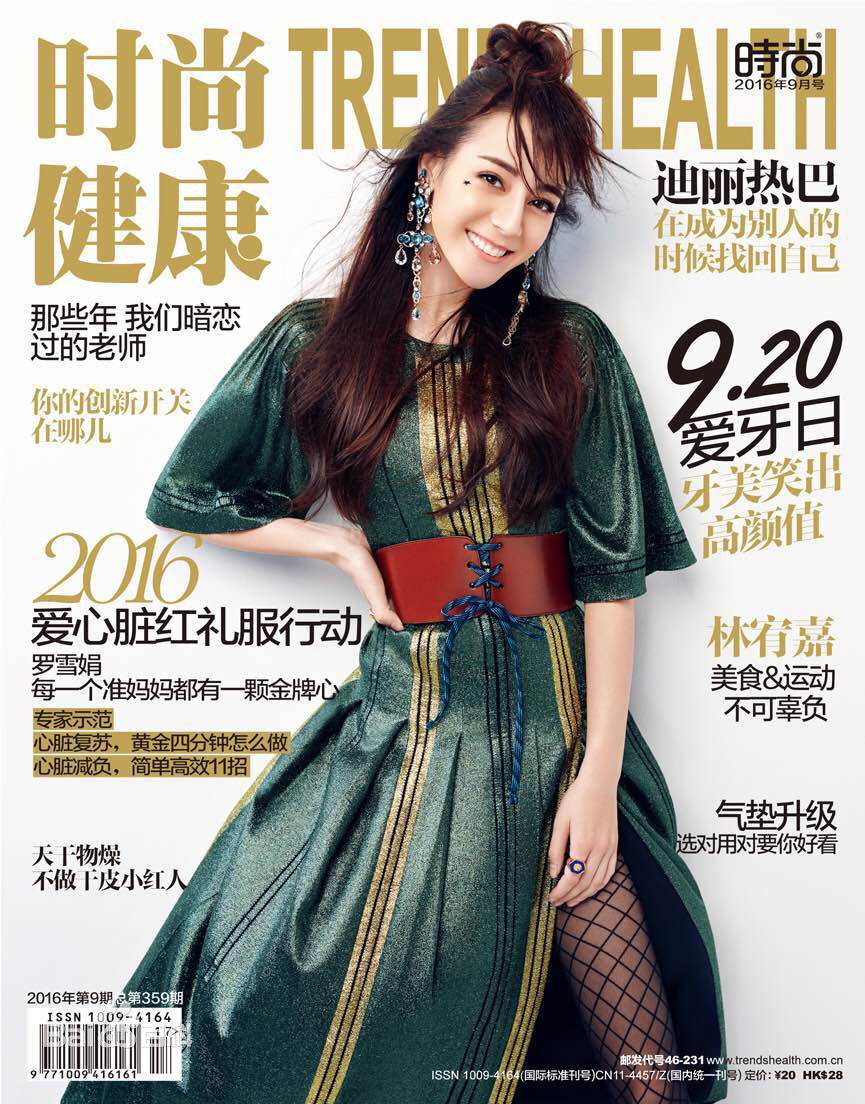 时尚
健康
TRENDSHEALTH
時尚®
2016年9月号
迪丽热巴
在成为别人的
时候找回自己
那些年 我们暗恋
过的老师
你的创新开关
在哪儿
9.20
爱牙日
牙美笑出
高颜值
2016
爱心脏红礼服行动
罗雪娟
每一个准妈妈都有一颗金牌心
专家示范
心脏复苏，黄金四分钟怎么做
心脏减负，简单高效11招
林宥嘉
美食&运动
不可辜负
气垫升级
选对用对要你好看
天干物燥
不做干皮小红人
2016年第9期总第359期
ISSN 1009-4164
Bai 百科
9 771009 416161
邮发代号46-231 www.trendshealth.com.cn
ISSN 1009-4164(国际标准刊号)CN11-4457/Z(国内统一刊号) 定价: ¥20 HK$28